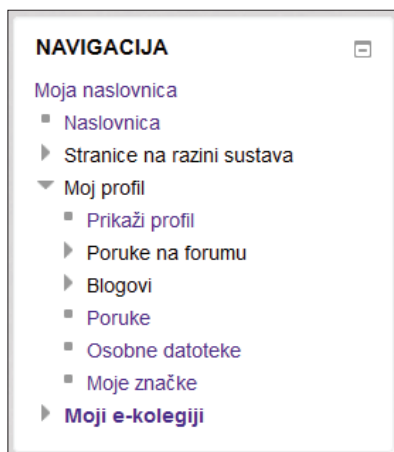 NAVIGACIJA
Moja naslovnica
Naslovnica
Stranice na razini sustava
Moj profil
Prikaži profil
Poruke na forumu
Blogovi
Poruke
Osobne datoteke
Moje značke
Moji e-kolegiji